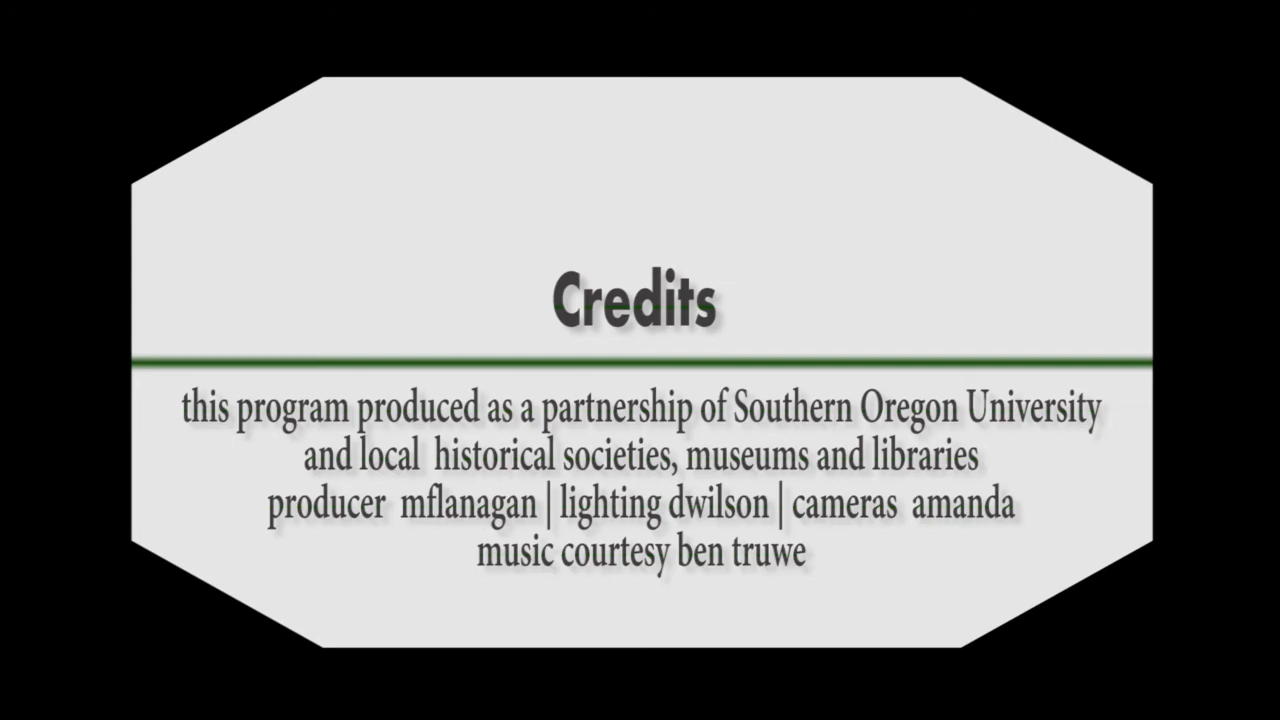 Credits
this program produced as a partnership of Southern Oregon University
and local historical societies, museums and libraries
producer mflanagan | lighting dwilson | cameras amanda
music courtesy ben truwe